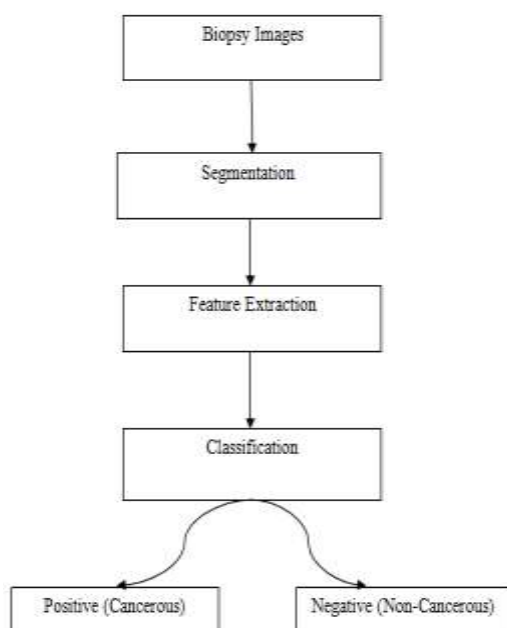 Biopsy Images
Segmentation
Feature Extraction
Classification
Positive (Cancerous)
Negative (Non-Cancerous)